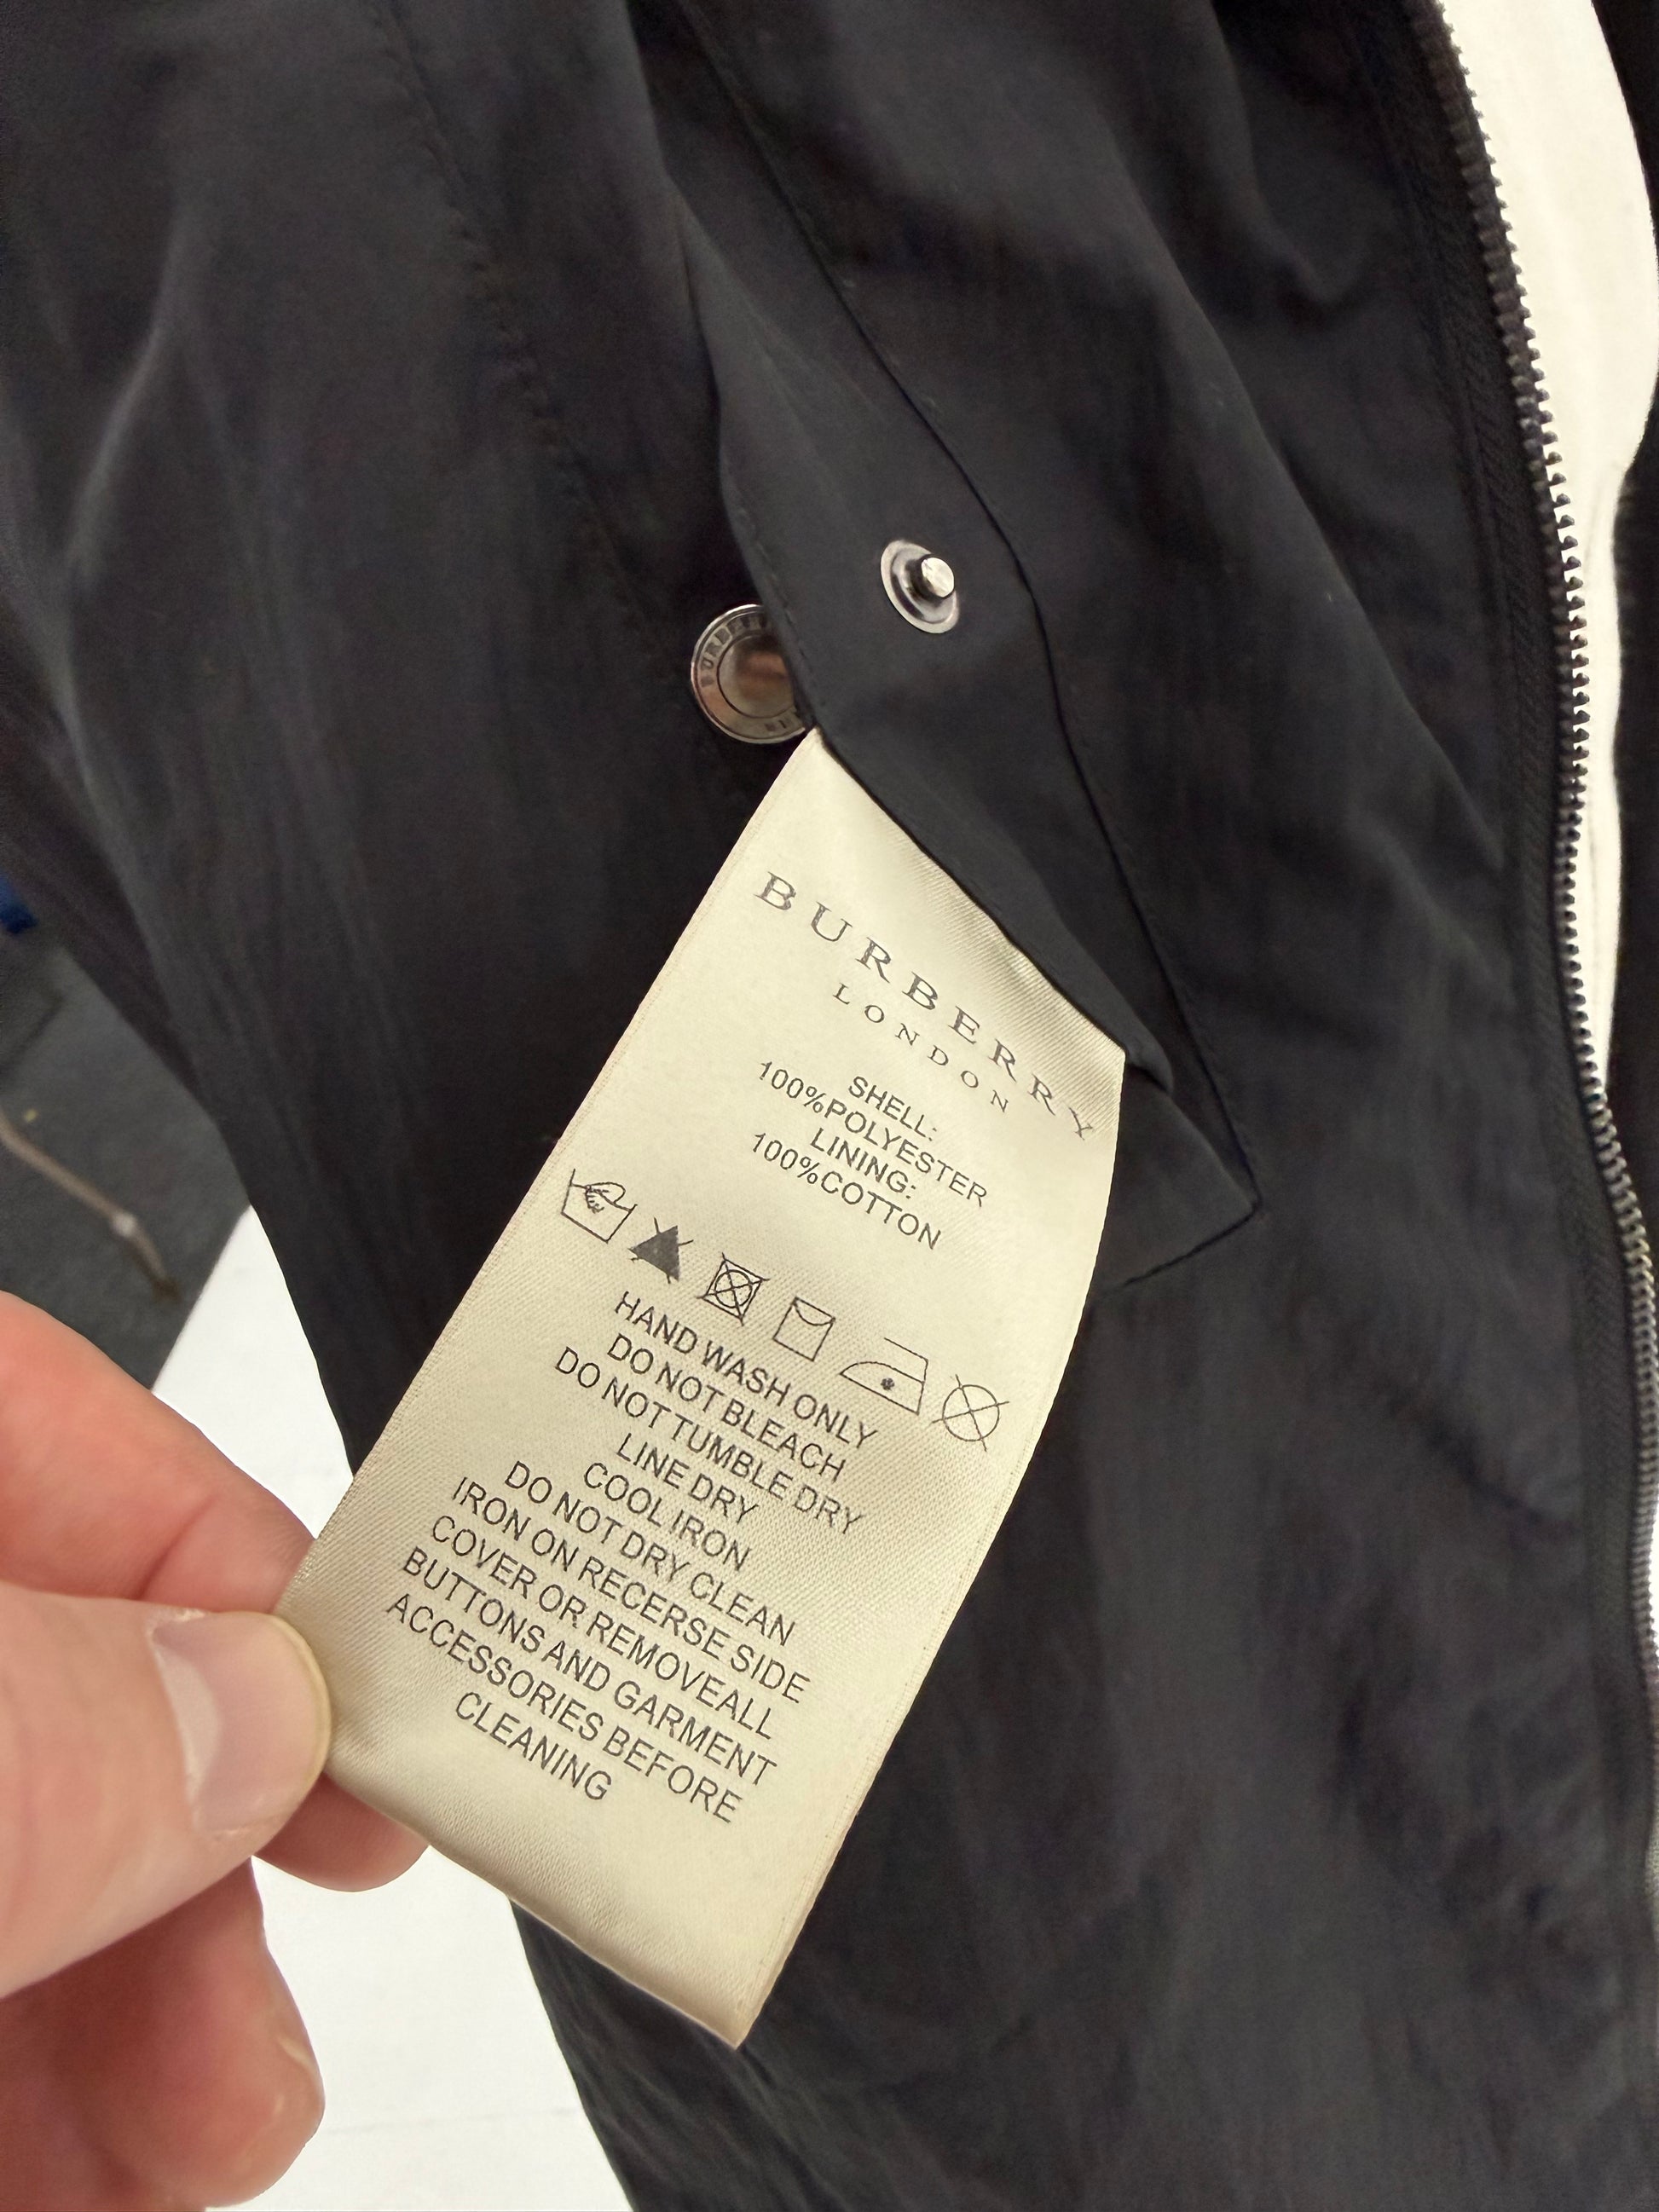 BURBERRY
BURBERRY
LONDON
SHELL:
100%POLYESTER
LINING:
100%COTTON
HAND WASH ONLY
DO NOT BLEACH
DO NOT TUMBLE DRY
LINE DRY
COOL IRON
DO NOT DRY CLEAN
IRON ON RECERSE SIDE
COVER OR REMOVEALL
BUTTONS AND GARMENT
ACCESSORIES BEFORE
CLEANING